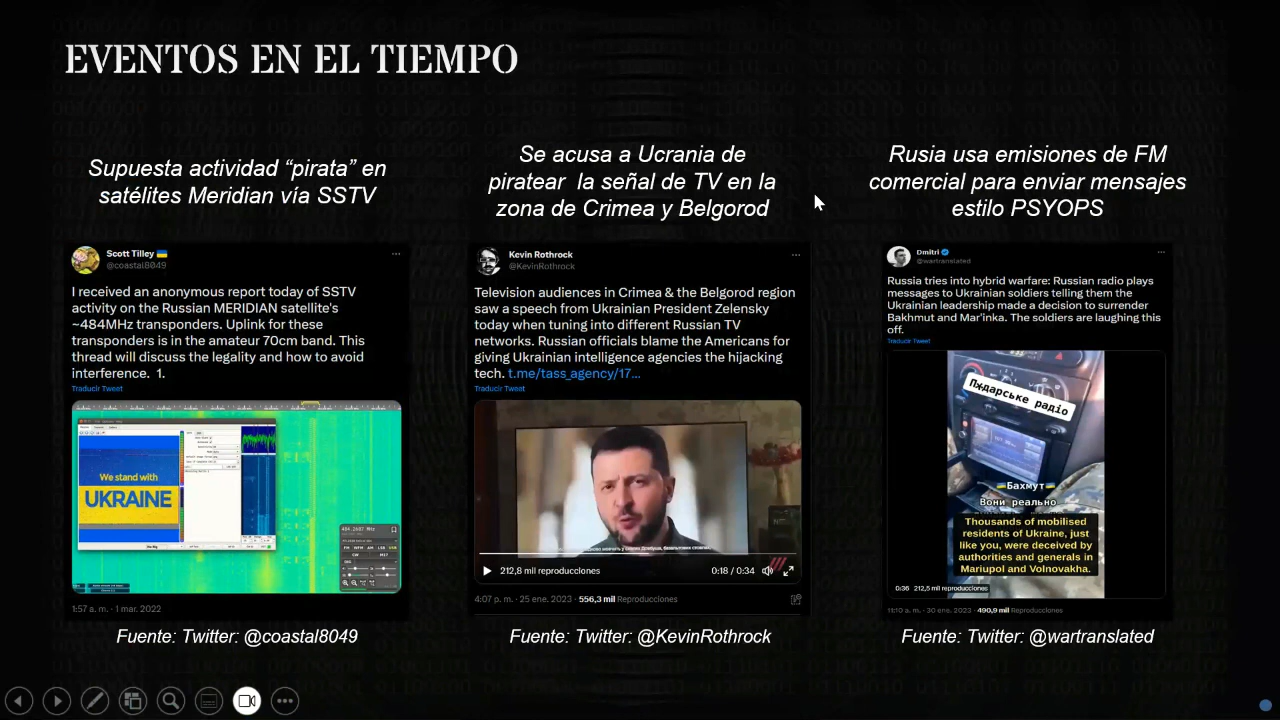 EVENTOS EN EL TIEMPO
Supuesta actividad “pirata” en
satélites Meridian vía SSTV
Scott Tilley
@coastal8049
I received an anonymous report today of SSTV
activity on the Russian MERIDIAN satellite's
~484MHz transponders. Uplink for these
transponders is in the amateur 70cm band. This
thread will discuss the legality and how to avoid
interference. 1.
Traducir Tweet
We stand with
UKRAINE
1:57 a. m. · 1 mar. 2022
Fuente: Twitter: @coastal8049
Se acusa a Ucrania de
piratear la señal de TV en la
zona de Crimea y Belgorod
Kevin Rothrock
@KevinRothrock
Television audiences in Crimea & the Belgorod region
saw a speech from Ukrainian President Zelensky
today when tuning into different Russian TV
networks. Russian officials blame the Americans for
giving Ukrainian intelligence agencies the hijacking
tech. t.me/tass_agency/17...
Traducir Tweet
212,8 mil reproducciones
0:18 / 0:34
4:07 p. m. · 25 ene. 2023 · 556,3 mil Reproducciones
Fuente: Twitter: @KevinRothrock
Rusia usa emisiones de FM
comercial para enviar mensajes
estilo PSYOPS
Dmitri
@wartranslated
Russia tries into hybrid warfare: Russian radio plays
messages to Ukrainian soldiers telling them the
Ukrainian leadership made a decision to surrender
Bakhmut and Mar'inka. The soldiers are laughing this
off.
Traducir Tweet
радіо
Бахмут
Вони реально
Thousands of mobilised
residents of Ukraine, just
like you, were deceived by
authorities and generals in
Mariupol and Volnovakha.
0:36 212,5 mil reproducciones
11:10 a. m. · 30 ene. 2023 · 490,9 mil Reproducciones
Fuente: Twitter: @wartranslated